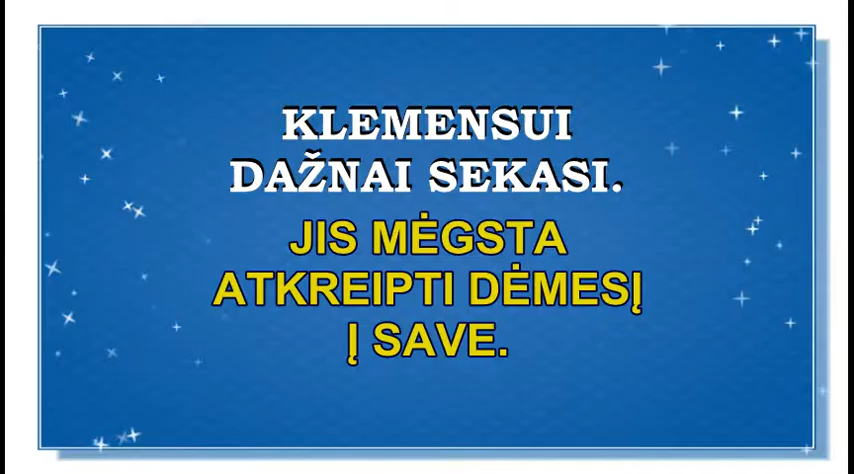 KLEMENSUI
DAŽNAI SEKASI.
JIS MĖGSTA
ATKREIPTI DĖMESĮ
Į SAVE.